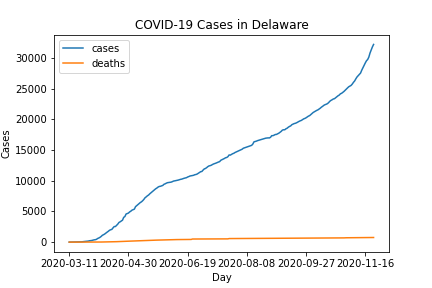 COVID-19 Cases in Delaware
cases
deaths
30000
25000
20000
15000
10000
5000
0
Cases
2020-03-11 2020-04-30 2020-06-19 2020-08-08 2020-09-27 2020-11-16
Day